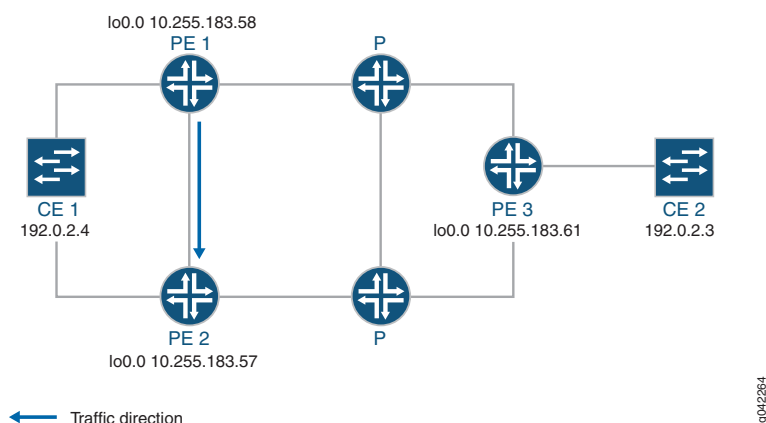 lo0.0 10.255.183.58
PE 1
P
CE 1
192.0.2.4
PE 3
lo0.0 10.255.183.61
CE 2
192.0.2.3
PE 2
lo0.0 10.255.183.57
P
Traffic direction
g042264